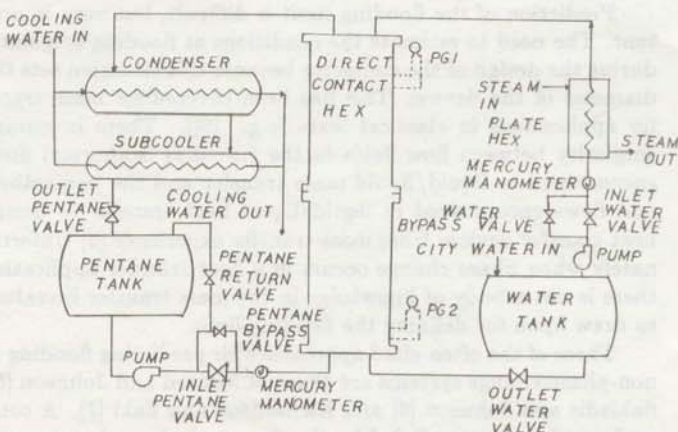 COOLING
WATER IN
CONDENSER
SUBCOOLER
OUTLET
PENTANE
VALVE
COOLING
WATER OUT
PENTANE
TANK
PENTANE
RETURN
VALVE
PENTANE
BYPASS
VALVE
PUMP
INLET
PENTANE
VALVE
MERCURY
MANOMETER
DIRECT
CONTACT
HEX
PG1
PG2
STEAM
IN
PLATE
HEX
STEAM
OUT
MERCURY
MANOMETER
BYPASS
WATER
VALVE
INLET
WATER
VALVE
CITY WATER IN
PUMP
WATER
TANK
OUTLET
WATER
VALVE